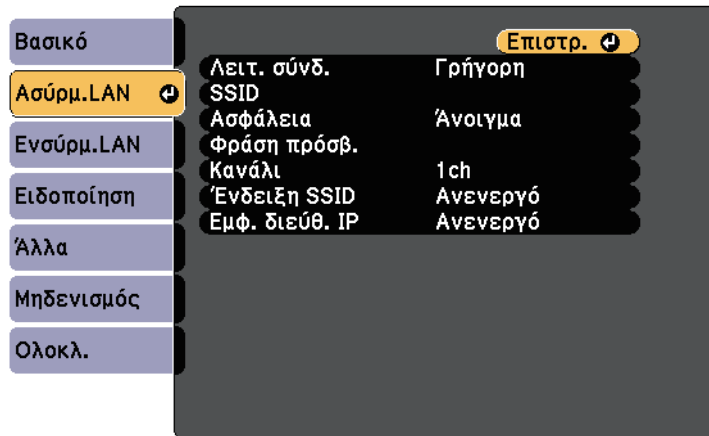 Βασικό
Ασύρμ.LAN
Ενσύρμ.LAN
Ειδοποίηση
Άλλα
Μηδενισμός
Ολοκλ.
Επιστρ.
Λειτ. σύνδ. Γρήγορη
SSID
Ασφάλεια Άνοιγμα
Φράση πρόσβ.
Κανάλι 1ch
Ένδειξη SSID Ανενεργό
Εμφ. διεύθ. IP Ανενεργό